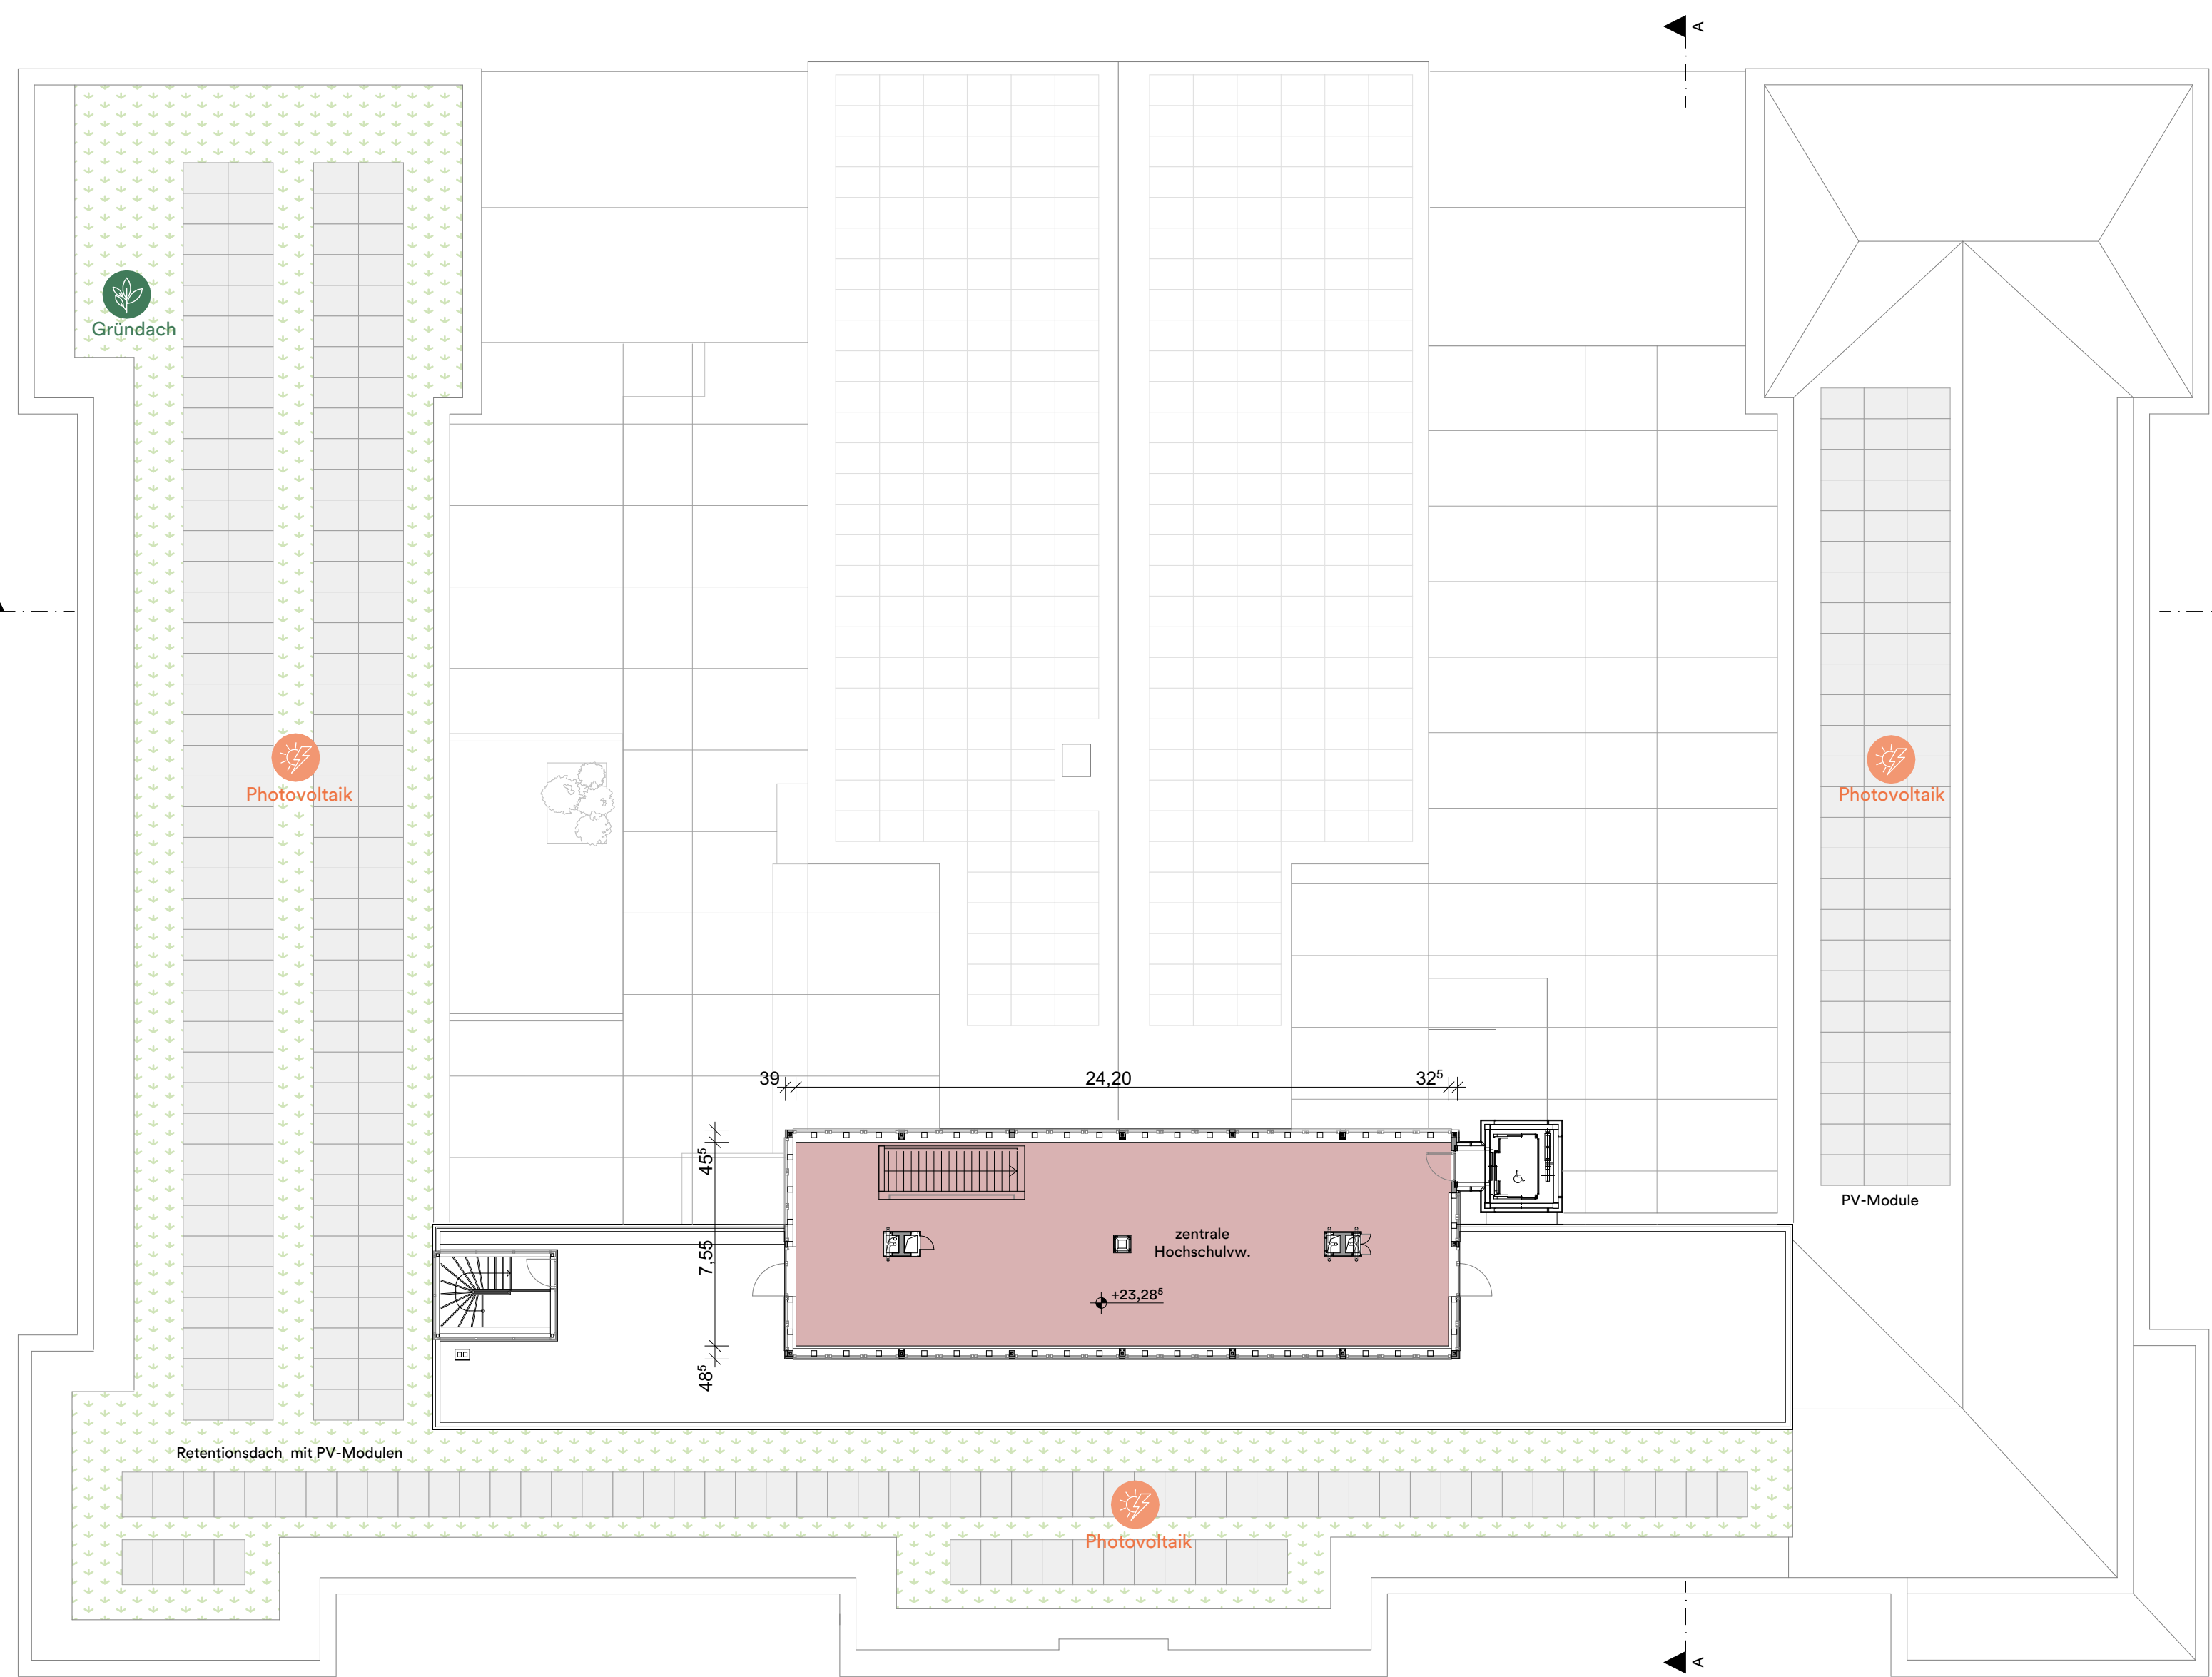 A
Gründach
Photovoltaik
Photovoltaik
39
24,20
32⁵
45⁵
PV-Module
zentrale
Hochschulvw.
7,55
+23,28⁵
48⁵
Retentionsdach mit PV-Modulen
Photovoltaik
A